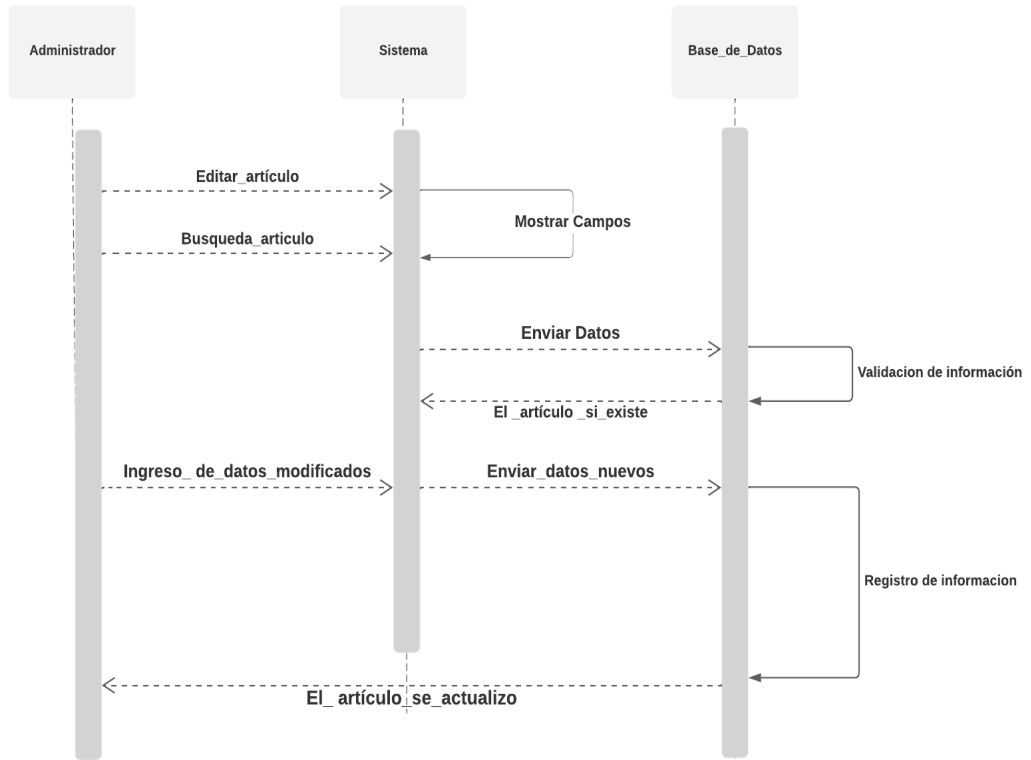 Administrador
Sistema
Base_de_Datos
Editar_artículo
Mostrar Campos
Busqueda_articulo
Enviar Datos
Validacion de información
El _artículo _si_existe
Ingreso_ de_datos_modificados
Enviar_datos_nuevos
Registro de informacion
El_ artículo_se_actualizo